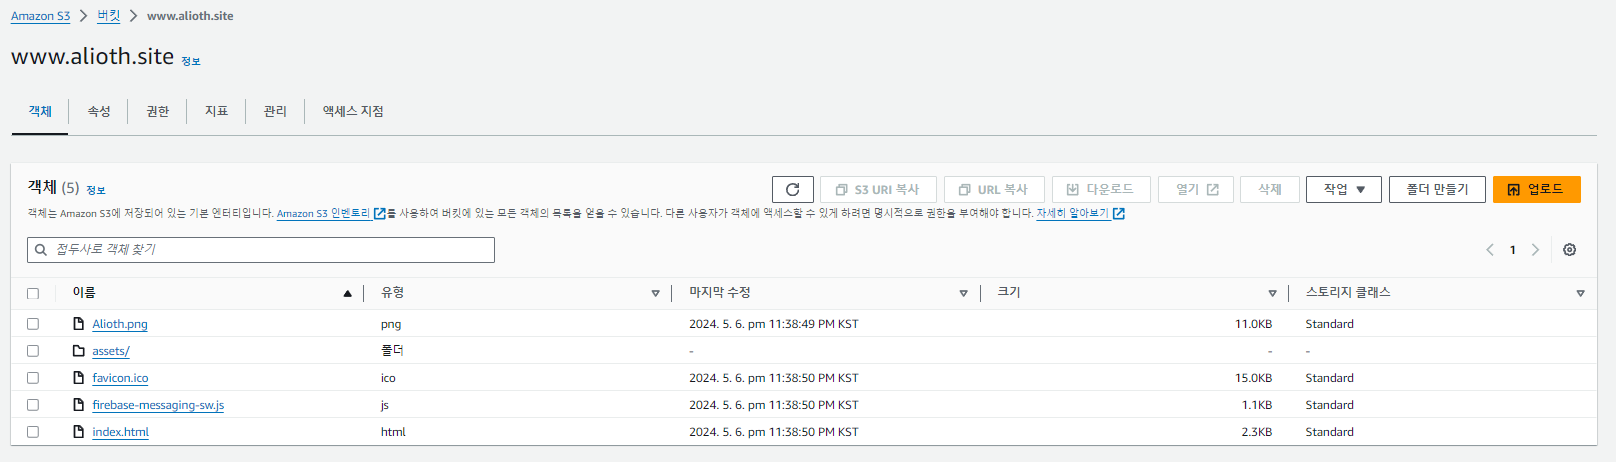 Amazon S3 > 버킷 > www.alioth.site
www.alioth.site 정보
객체 속성 권한 지표 관리 액세스 지점
객체 (5) 정보
S3 URI 복사 URL 복사 다운로드 열기 삭제 작업 폴더 만들기 업로드
객체는 Amazon S3에 저장되어 있는 기본 엔터티입니다. Amazon S3 인벤토리 를 사용하여 버킷에 있는 모든 객체의 목록을 얻을 수 있습니다. 다른 사용자가 객체에 액세스할 수 있게 하려면 명시적으로 권한을 부여해야 합니다. 자세히 알아보기
접두사로 객체 찾기
1
이름 유형 마지막 수정 크기 스토리지 클래스
Alioth.png png 2024. 5. 6. pm 11:38:49 PM KST 11.0KB Standard
assets/ 폴더 - - -
favicon.ico ico 2024. 5. 6. pm 11:38:50 PM KST 15.0KB Standard
firebase-messaging-sw.js js 2024. 5. 6. pm 11:38:50 PM KST 1.1KB Standard
index.html html 2024. 5. 6. pm 11:38:50 PM KST 2.3KB Standard